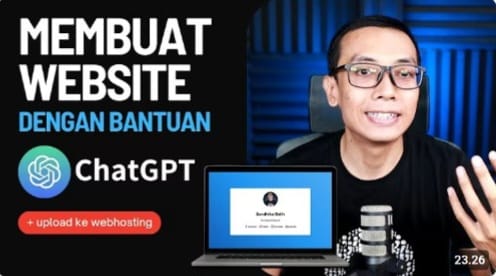 MEMBUAT
WEBSITE
DENGAN BANTUAN
ChatGPT
+ upload ke webhosting
23.26